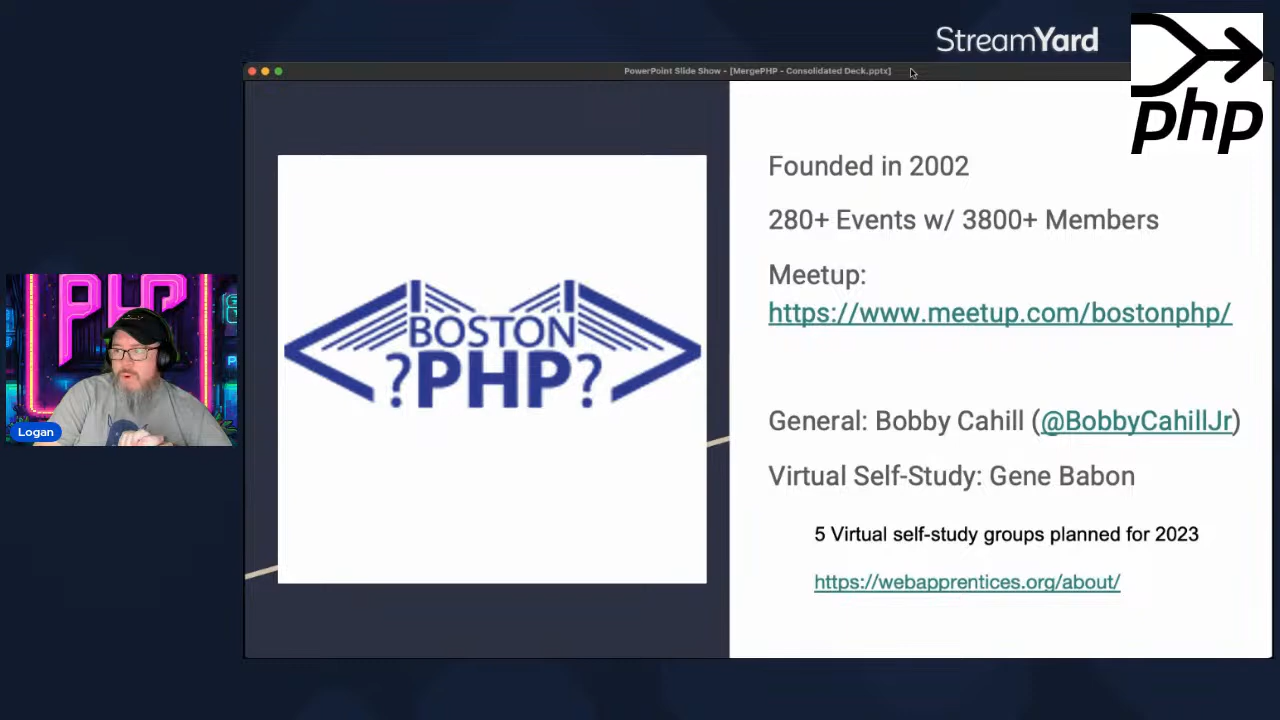 StreamYard
php
PowerPoint Slide Show - [MergePHP - Consolidated Deck.pptx]
Founded in 2002
280+ Events w/ 3800+ Members
Meetup:
https://www.meetup.com/bostonphp/
BOSTON
?PHP?
General: Bobby Cahill (@BobbyCahillJr)
Virtual Self-Study: Gene Babon
5 Virtual self-study groups planned for 2023
https://webapprentices.org/about/
PHP
Logan